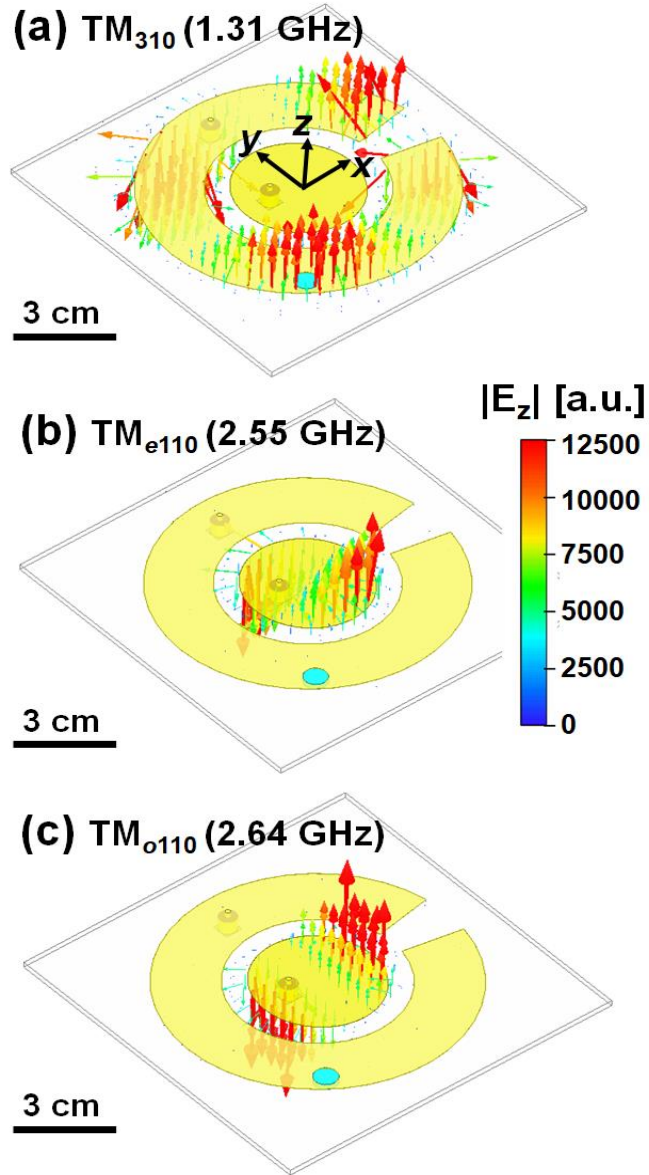 (a) TM310 (1.31 GHz)
y
z
x
3 cm
(b) TMe110 (2.55 GHz)
|Ez| [a.u.]
12500
10000
7500
5000
2500
0
3 cm
(c) TMo110 (2.64 GHz)
3 cm